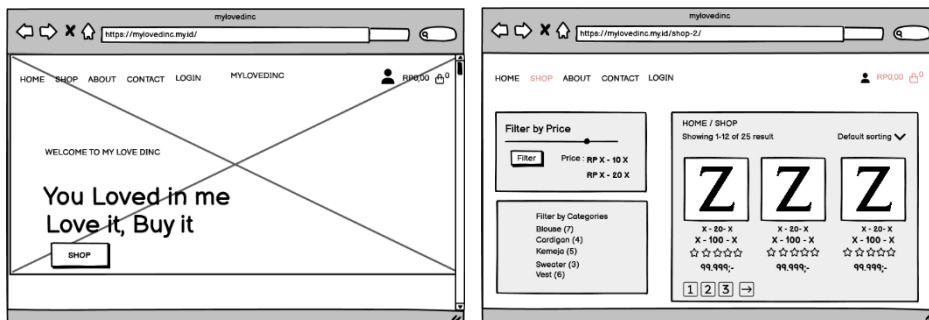 mylovedinc
https://mylovedinc.my.id/
HOME SHOP ABOUT CONTACT LOGIN MYLOVEDINC RP0,00 0
WELCOME TO MY LOVE DINC
You Loved in me
Love it, Buy it
SHOP
mylovedinc
https://mylovedinc.my.id/shop-2/
HOME SHOP ABOUT CONTACT LOGIN RP0,00 0
Filter by Price
Filter Price : RP X - 10 X
RP X - 20 X
Filter by Categories
Blouse (7)
Cardigan (4)
Kemeja (5)
Sweater (3)
Vest (6)
HOME / SHOP
Showing 1-12 of 25 result Default sorting
Z Z Z
X - 20- X X - 20- X X - 20- X
X - 100 - X X - 100 - X X - 100 - X
99.999;- 99.999;- 99.999;-
1 2 3